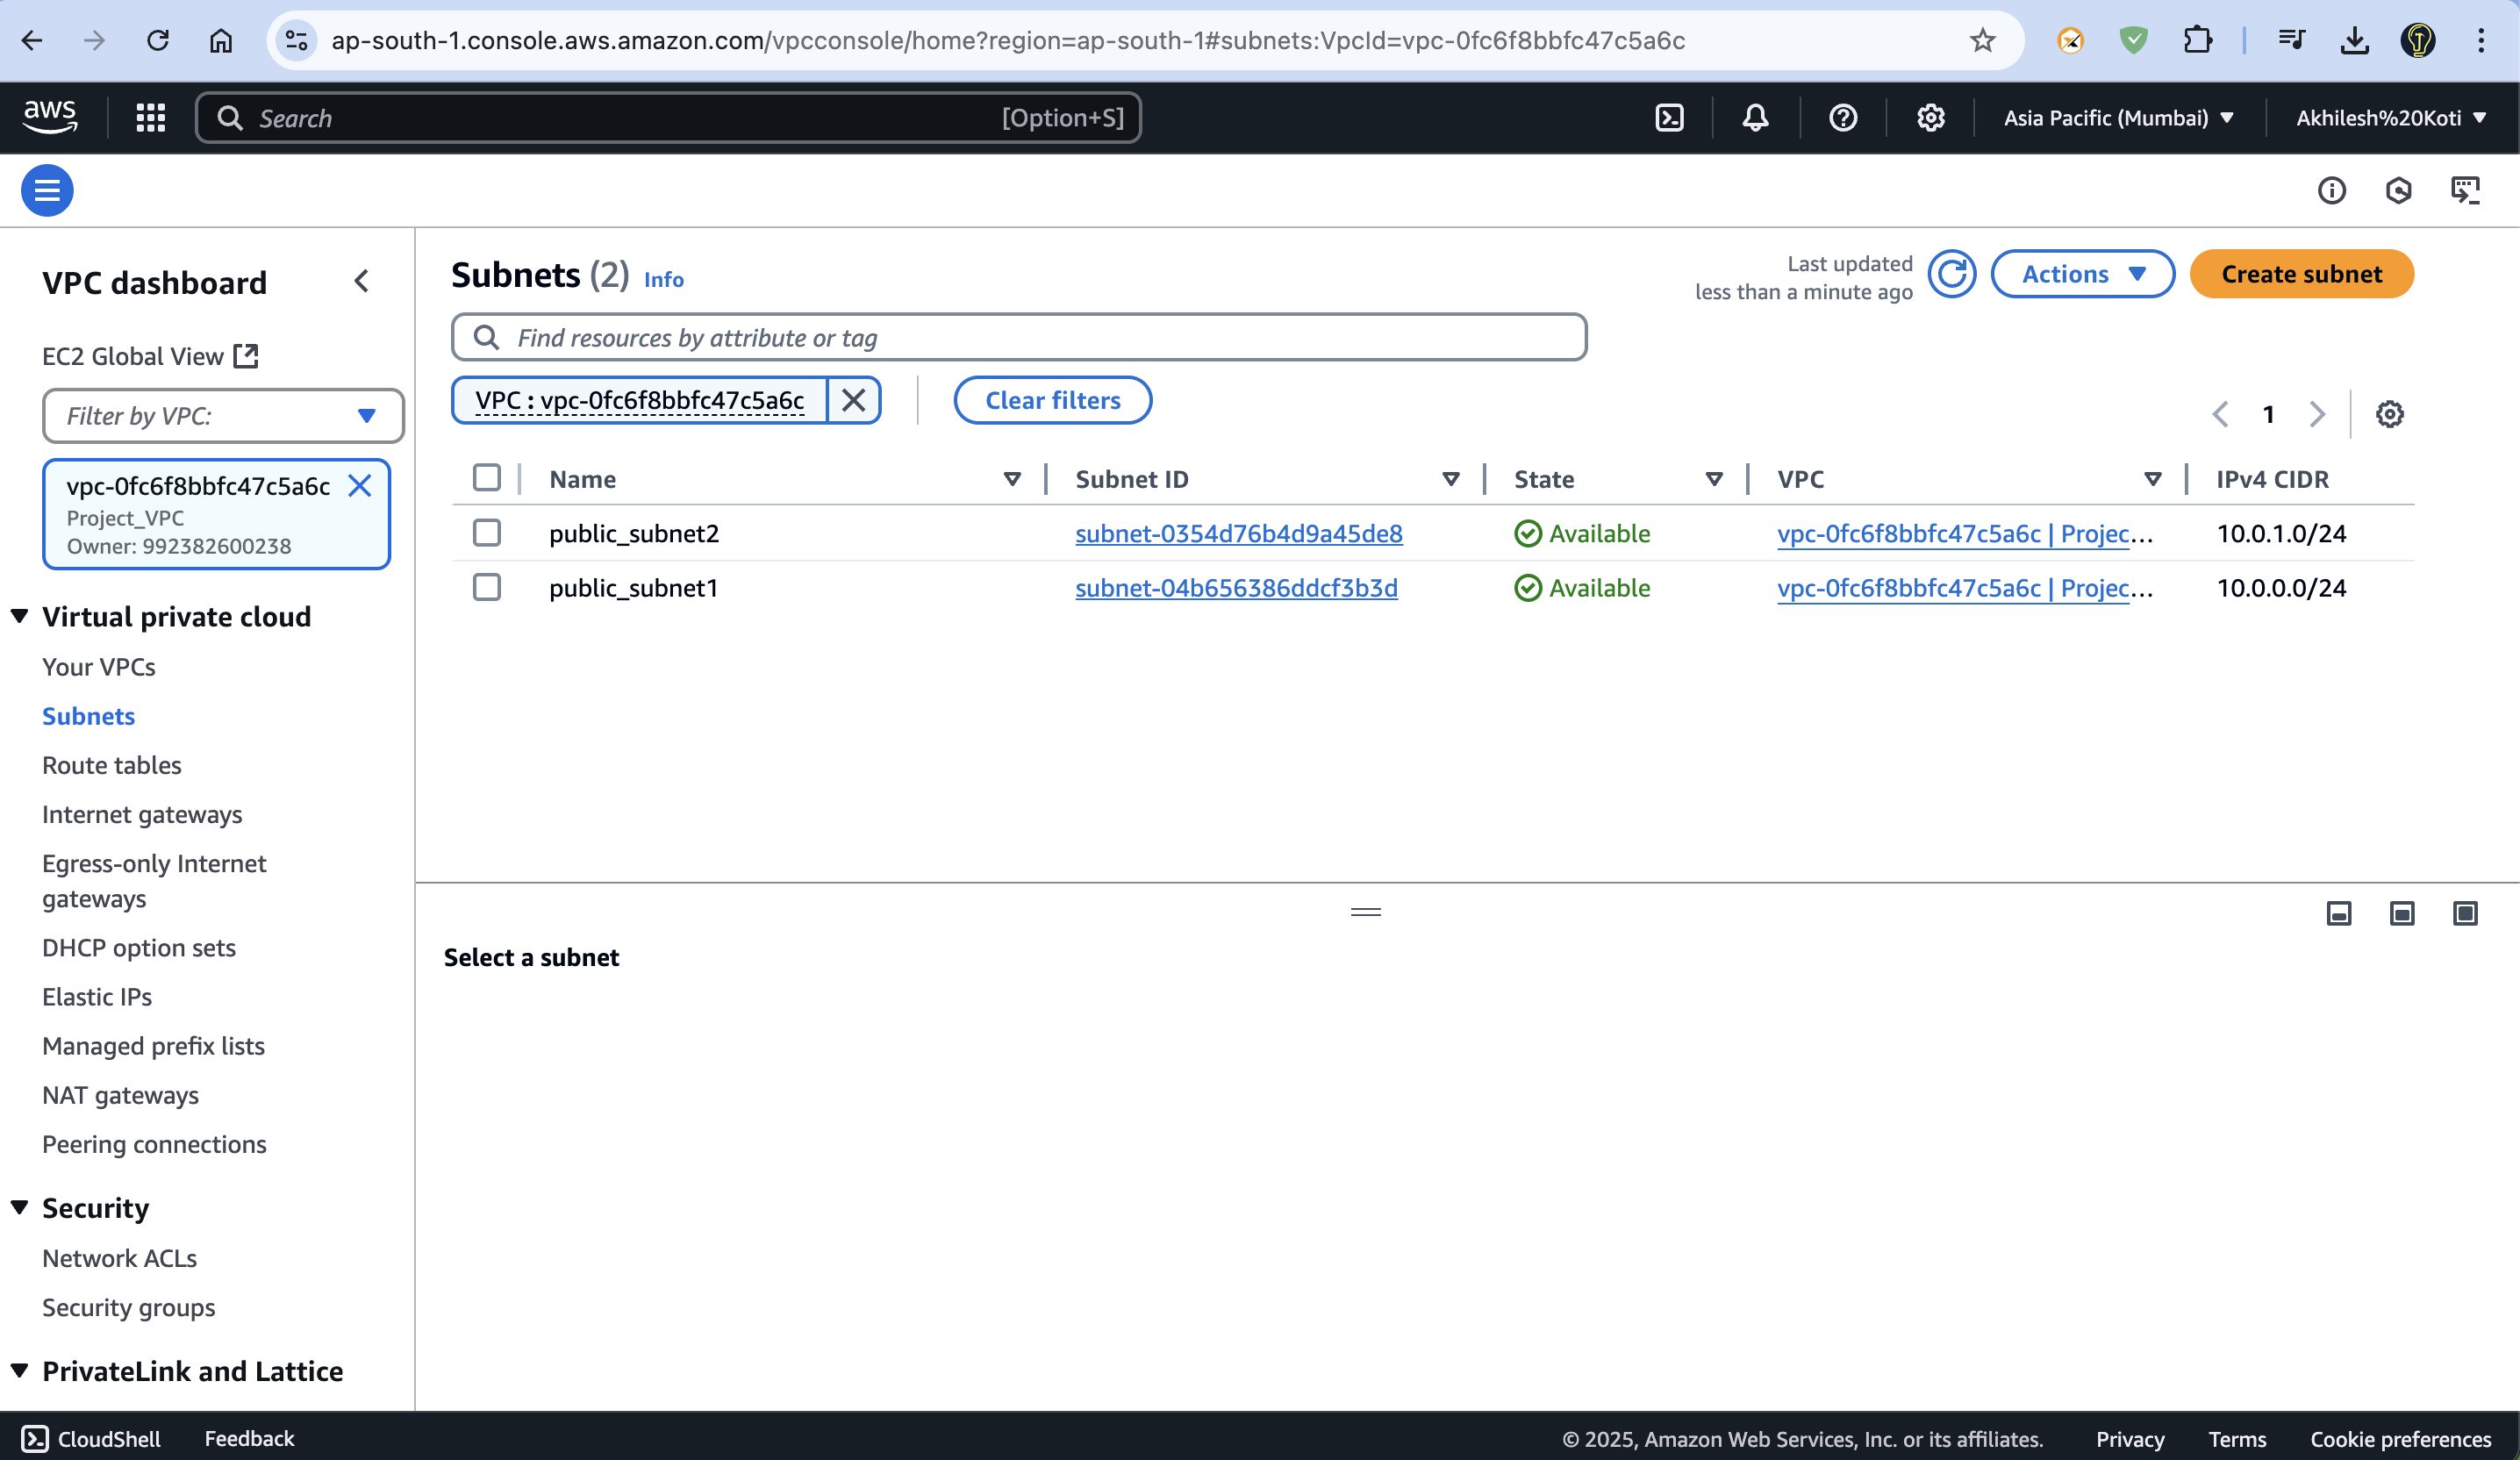 ap-south-1.console.aws.amazon.com/vpcconsole/home?region=ap-south-1#subnets:VpcId=vpc-0fc6f8bbfc47c5a6c
aws
Search
[Option+S]
Asia Pacific (Mumbai)
Akhilesh%20Koti
VPC dashboard
EC2 Global View
Filter by VPC:
vpc-0fc6f8bbfc47c5a6c
Project_VPC
Owner: 992382600238
Virtual private cloud
Your VPCs
Subnets
Route tables
Internet gateways
Egress-only Internet
gateways
DHCP option sets
Elastic IPs
Managed prefix lists
NAT gateways
Peering connections
Security
Network ACLs
Security groups
PrivateLink and Lattice
Subnets (2) Info
Last updated
less than a minute ago
Actions
Create subnet
Find resources by attribute or tag
VPC : vpc-0fc6f8bbfc47c5a6c
Clear filters
1
Name Subnet ID State VPC IPv4 CIDR
public_subnet2 subnet-0354d76b4d9a45de8 Available vpc-0fc6f8bbfc47c5a6c | Projec... 10.0.1.0/24
public_subnet1 subnet-04b656386ddcf3b3d Available vpc-0fc6f8bbfc47c5a6c | Projec... 10.0.0.0/24
Select a subnet
CloudShell
Feedback
© 2025, Amazon Web Services, Inc. or its affiliates.
Privacy
Terms
Cookie preferences